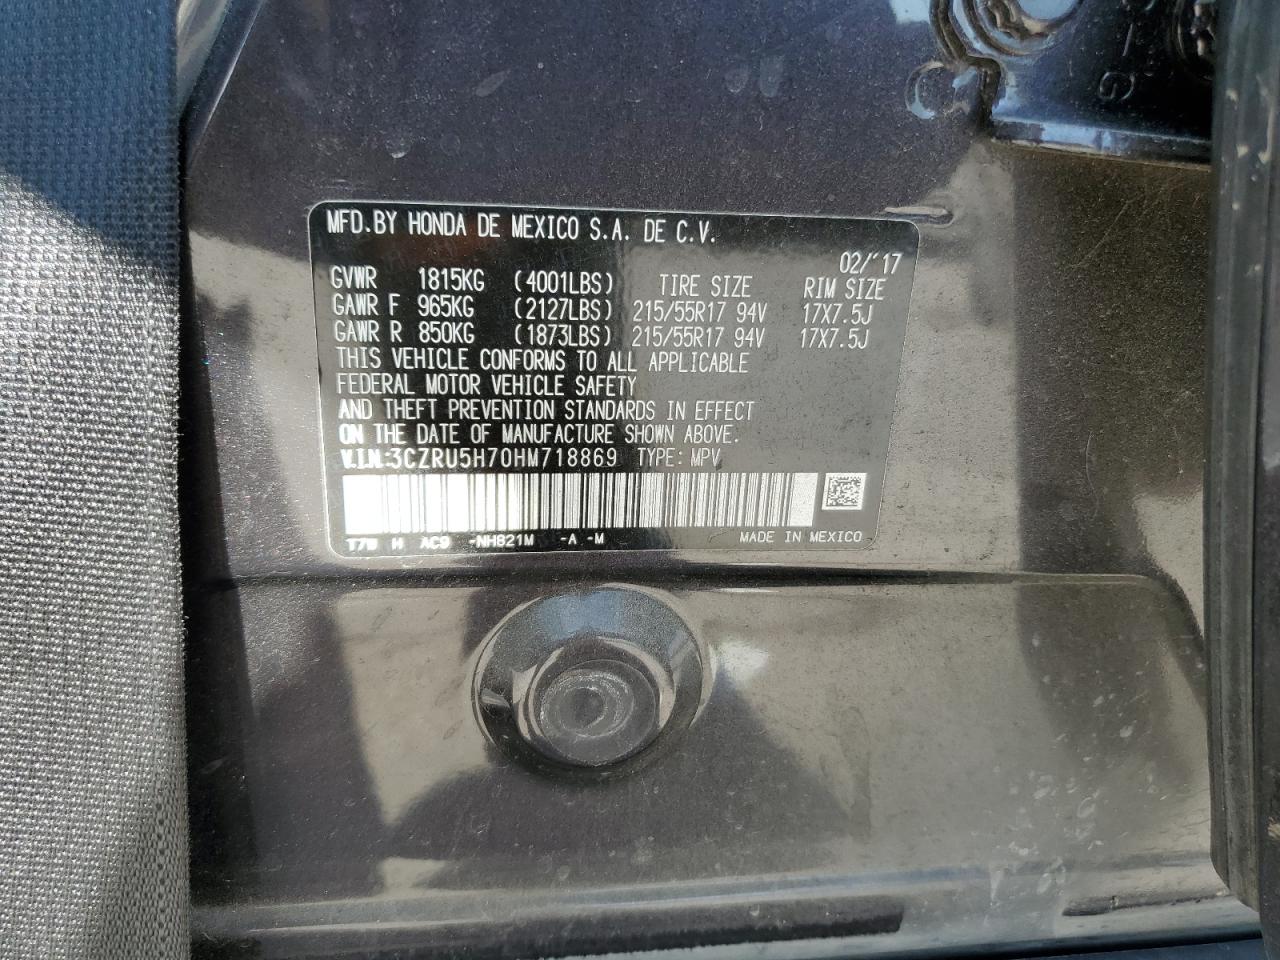 MFD.BY HONDA DE MEXICO S.A. DE C.V.
02/'17
GVWR 1815KG (4001LBS) TIRE SIZE RIM SIZE
GAWR F 965KG (2127LBS) 215/55R17 94V 17X7.5J
GAWR R 850KG (1873LBS) 215/55R17 94V 17X7.5J
THIS VEHICLE CONFORMS TO ALL APPLICABLE
FEDERAL MOTOR VEHICLE SAFETY
AND THEFT PREVENTION STANDARDS IN EFFECT
ON THE DATE OF MANUFACTURE SHOWN ABOVE.
V.I.N:3CZRU5H70HM718869 TYPE: MPV
T7W H AC9 -NH821M -A -M MADE IN MEXICO